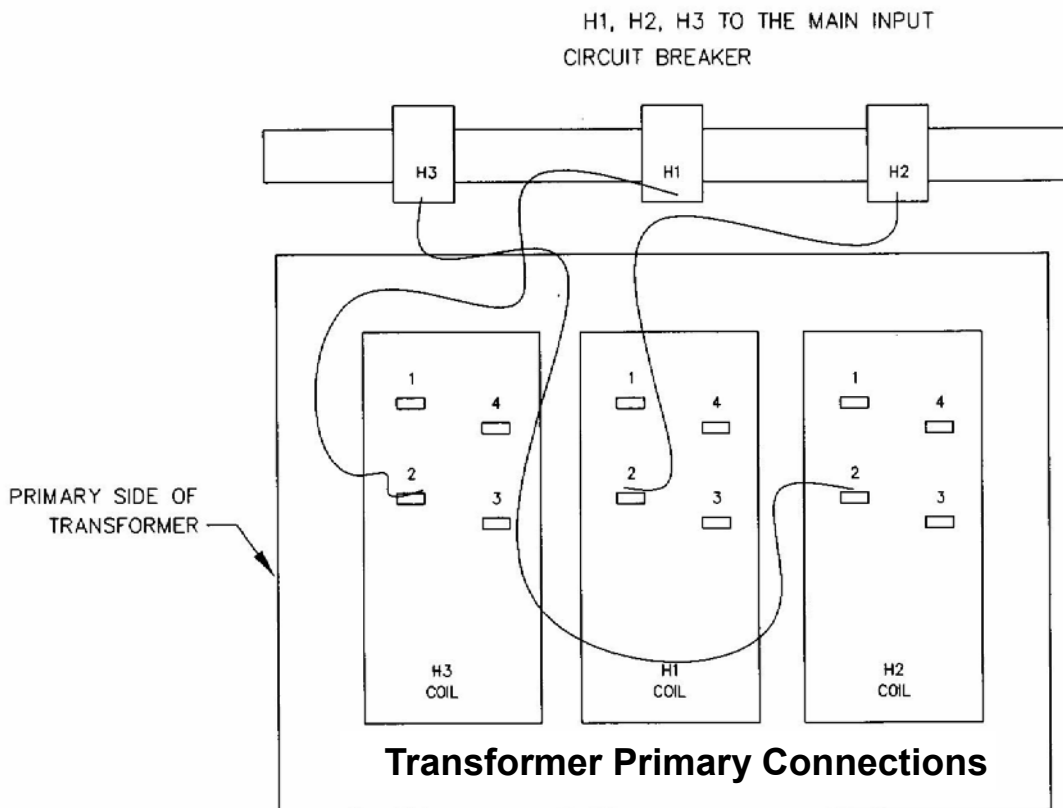 H1, H2, H3 TO THE MAIN INPUT
CIRCUIT BREAKER
H3
H1
H2
1
4
2
3
H3
COIL
1
4
2
3
H1
COIL
1
4
2
3
H2
COIL
PRIMARY SIDE OF
TRANSFORMER
Transformer Primary Connections